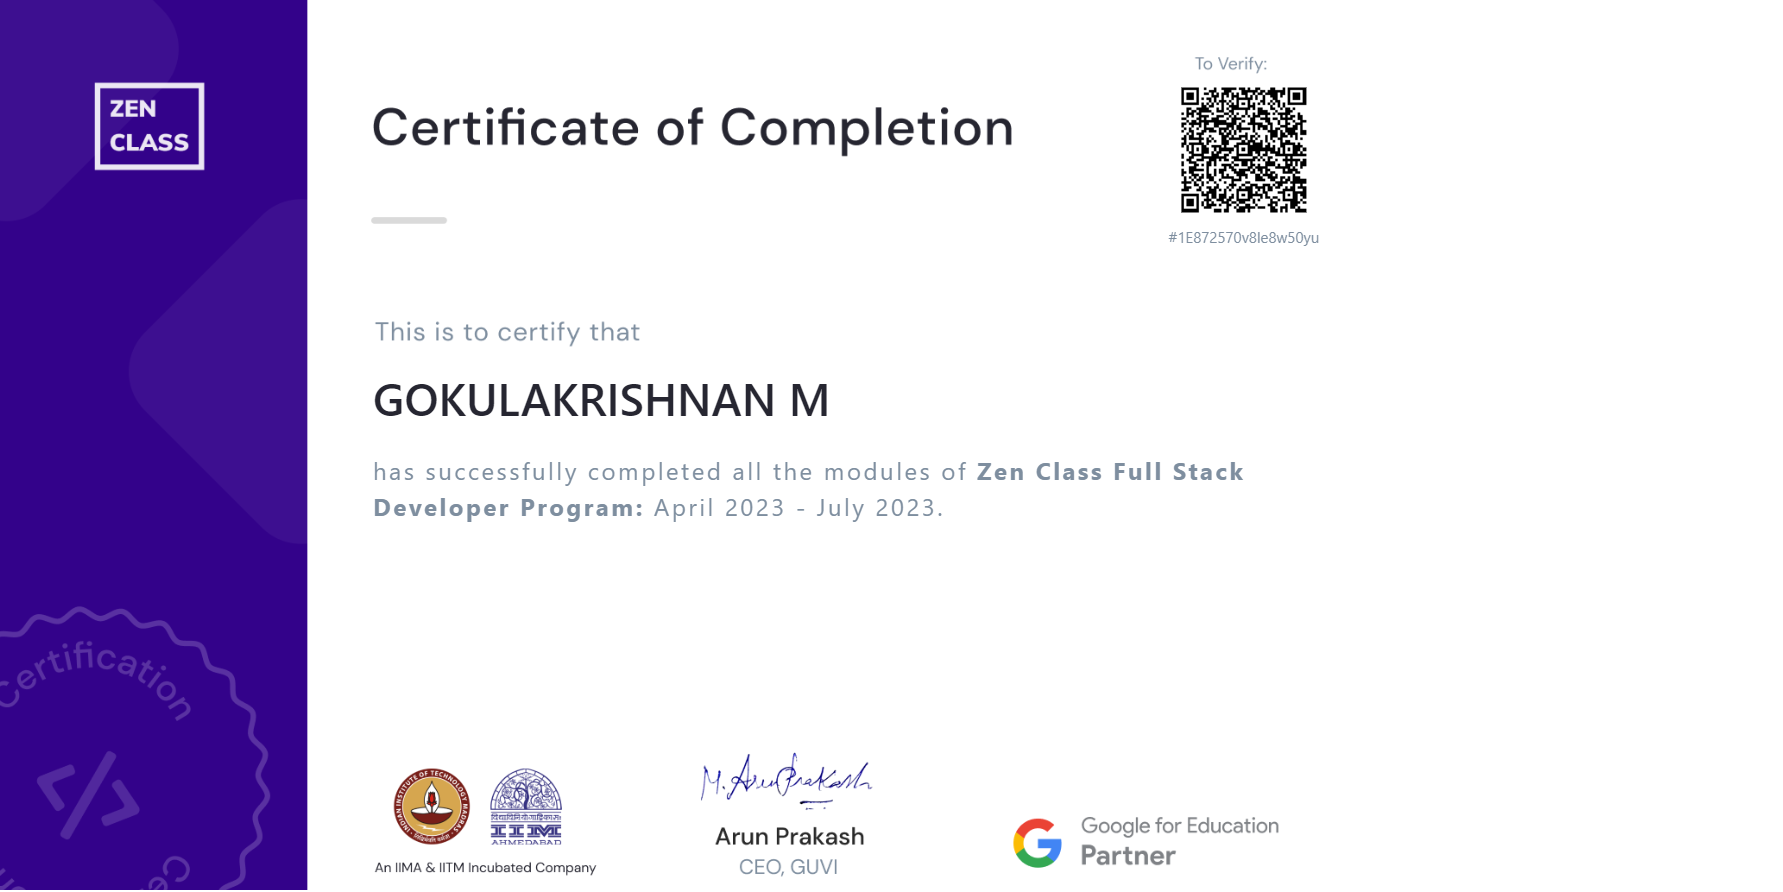 ZEN
CLASS
Certificate of Completion
To Verify:
#1E872570v8le8w50yu
This is to certify that
GOKULAKRISHNAN M
has successfully completed all the modules of Zen Class Full Stack
Developer Program: April 2023 - July 2023.
Certification
INDIAN INSTITUTE OF TECHNOLOGY MADRAS
IIM
AHMEDABAD
An IIMA & IITM Incubated Company
M. Arun Prakash
Arun Prakash
CEO, GUVI
Google for Education
Partner